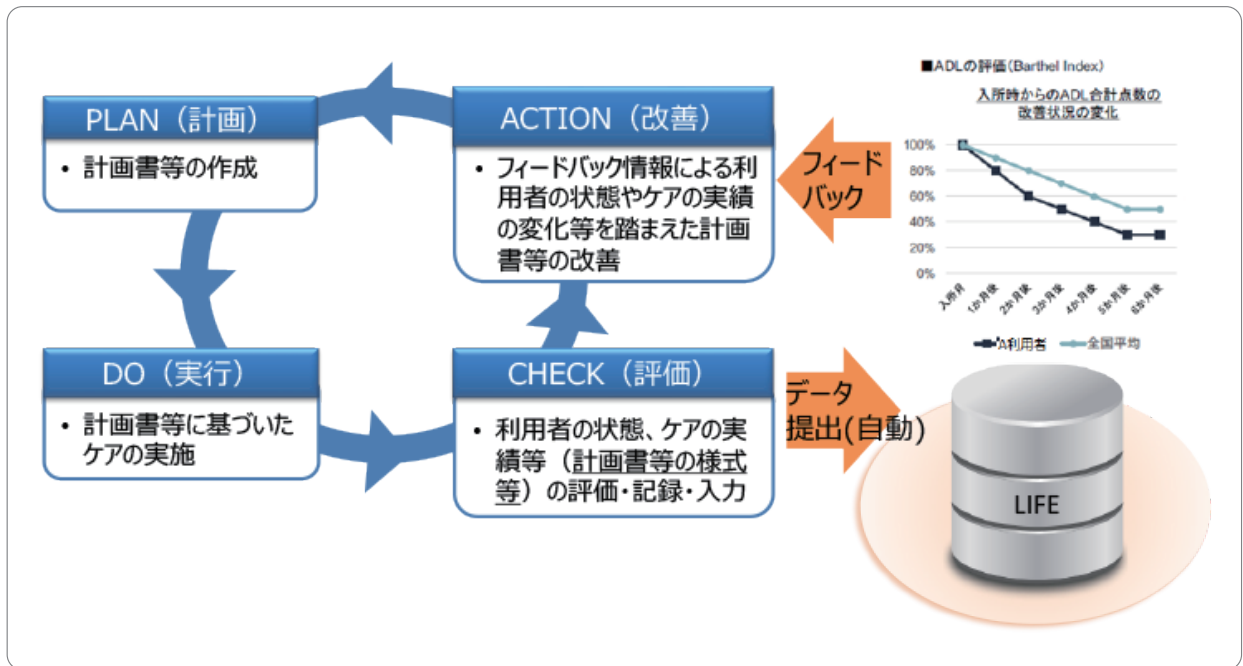 PLAN（計画）
• 計画書等の作成
DO（実行）
• 計画書等に基づいた
ケアの実施
CHECK（評価）
• 利用者の状態、ケアの実
績等（計画書等の様式
等）の評価・記録・入力
ACTION（改善）
• フィードバック情報による利
用者の状態やケアの実績
の変化等を踏まえた計画
書等の改善
データ
提出(自動)
LIFE
フィード
バック
■ADLの評価(Barthel Index)
入所時からのADL合計点数の
改善状況の変化
100%
80%
60%
40%
20%
0%
入所月
1か月後
2か月後
3か月後
4か月後
5か月後
6か月後
A利用者
全国平均